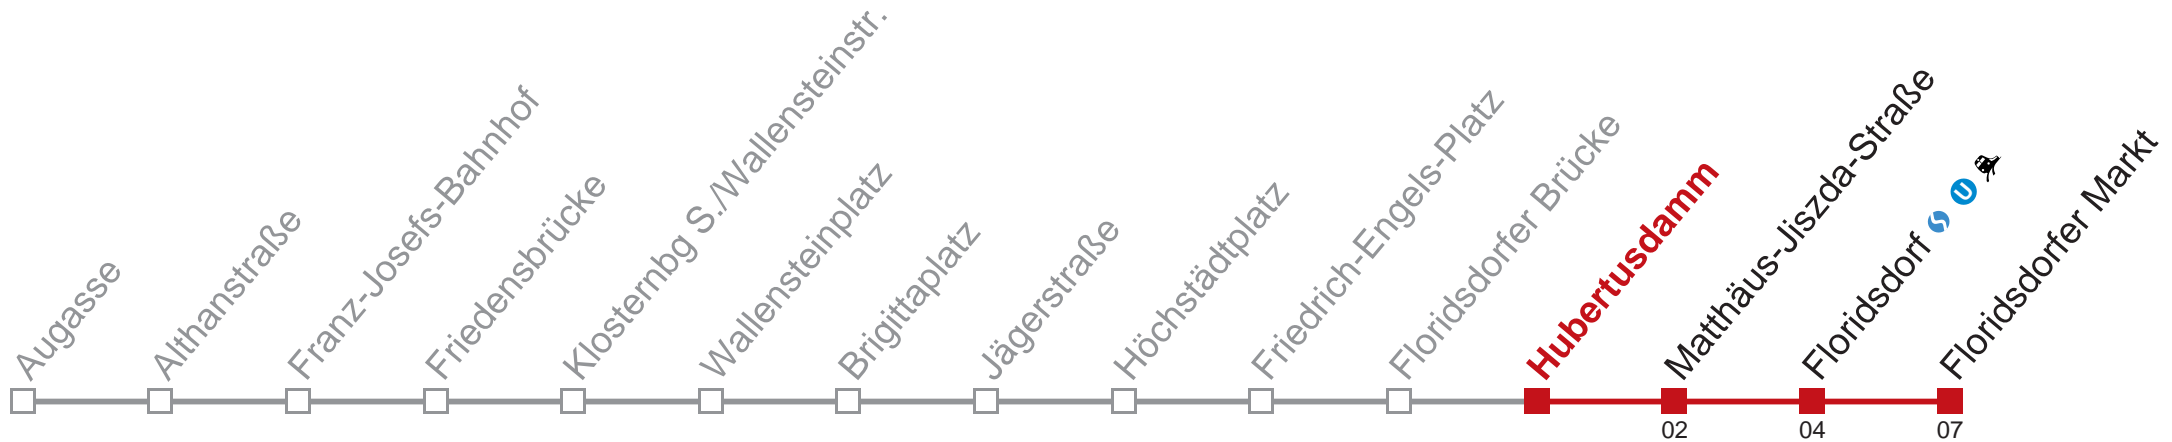 Augasse
Althanstraße
Franz-Josefs-Bahnhof
Friedensbrücke
Klosternbg S./Wallensteinstr.
Wallensteinplatz
Brigittaplatz
Jägerstraße
Höchstädtplatz
Friedrich-Engels-Platz
Floridsdorfer Brücke
Hubertusdamm
Matthäus-Jiszda-Straße
Floridsdorf S U
Floridsdorfer Markt
02 04 07